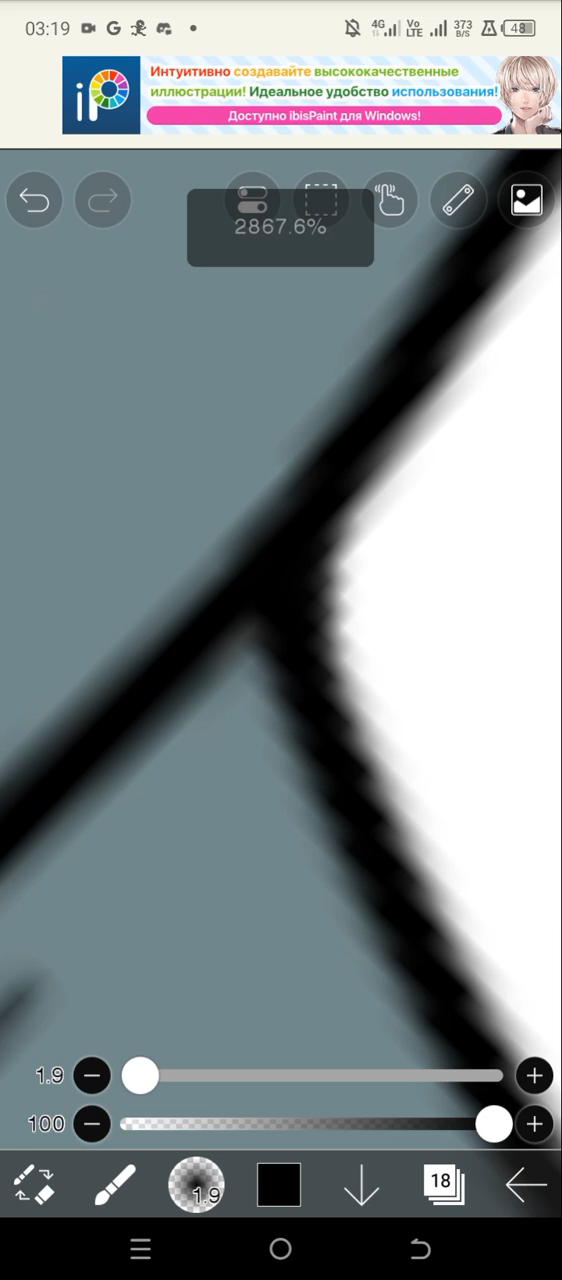 03:19
G
4G
Vo
LTE
373
B/S
48
iP
Интуитивно создавайте высококачественные
иллюстрации! Идеальное удобство использования!
Доступно ibisPaint для Windows!
2867.6%
1.9
100
1.9
18